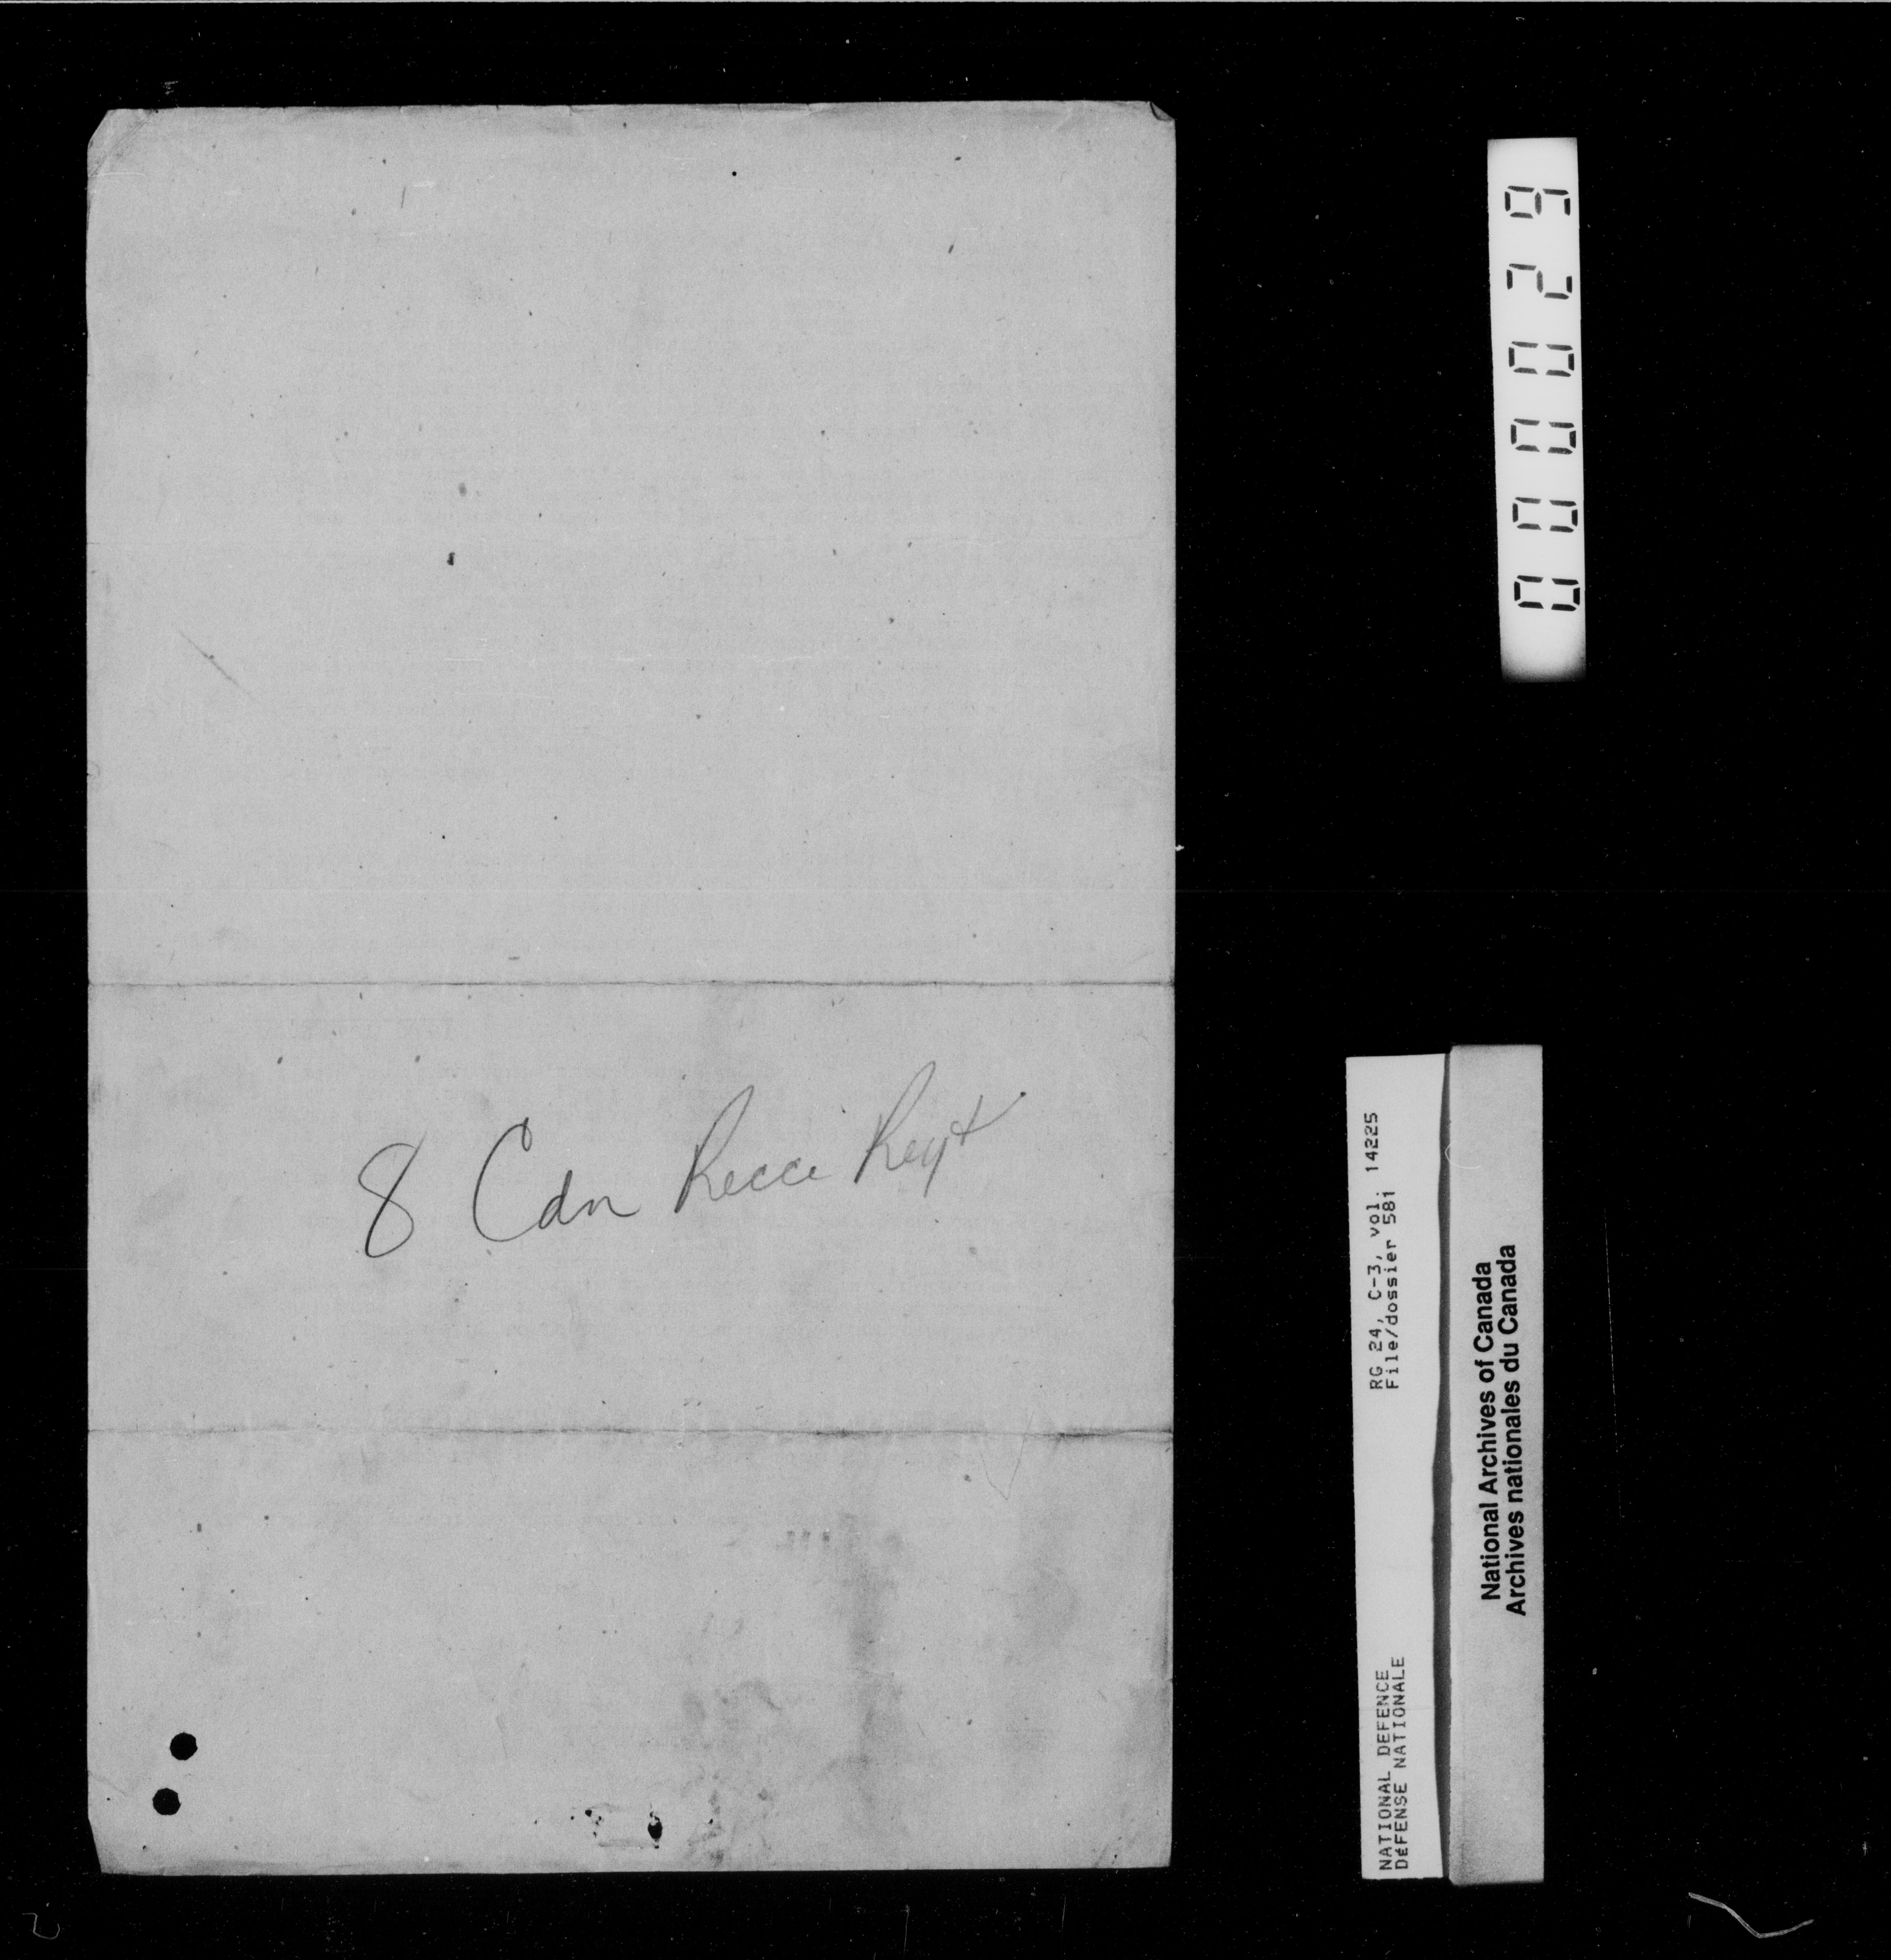 8 Cdn Recce Regt
000029
RG 24, C-3, vol. 14225
File/dossier 581
NATIONAL DEFENCE
DÉFENSE NATIONALE
National Archives of Canada
Archives nationales du Canada